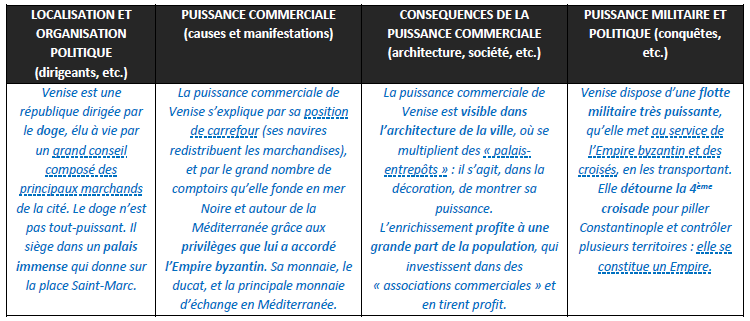 LOCALISATION ET
ORGANISATION
POLITIQUE
(dirigeants, etc.)
Venise est une
république dirigée par
le doge, élu à vie par
un grand conseil
composé des
principaux marchands
de la cité. Le doge n’est
pas tout-puissant. Il
siège dans un palais
immense qui donne sur
la place Saint-Marc.
PUISSANCE COMMERCIALE
(causes et manifestations)
La puissance commerciale de
Venise s’explique par sa position
de carrefour (ses navires
redistribuent les marchandises),
et par le grand nombre de
comptoirs qu’elle fonde en mer
Noire et autour de la
Méditerranée grâce aux
privilèges que lui a accordé
l’Empire byzantin. Sa monnaie, le
ducat, et la principale monnaie
d’échange en Méditerranée.
CONSEQUENCES DE LA
PUISSANCE COMMERCIALE
(architecture, société, etc.)
La puissance commerciale de
Venise est visible dans
l’architecture de la ville, où se
multiplient des « palais-
entrepôts » : il s’agit, dans la
décoration, de montrer sa
puissance.
L’enrichissement profite à une
grande part de la population, qui
investissent dans des
« associations commerciales » et
en tirent profit.
PUISSANCE MILITAIRE ET
POLITIQUE (conquêtes,
etc.)
Venise dispose d’une flotte
militaire très puissante,
qu’elle met au service de
l’Empire byzantin et des
croisés, en les transportant.
Elle détourne la 4ème
croisade pour piller
Constantinople et contrôler
plusieurs territoires : elle se
constitue un Empire.